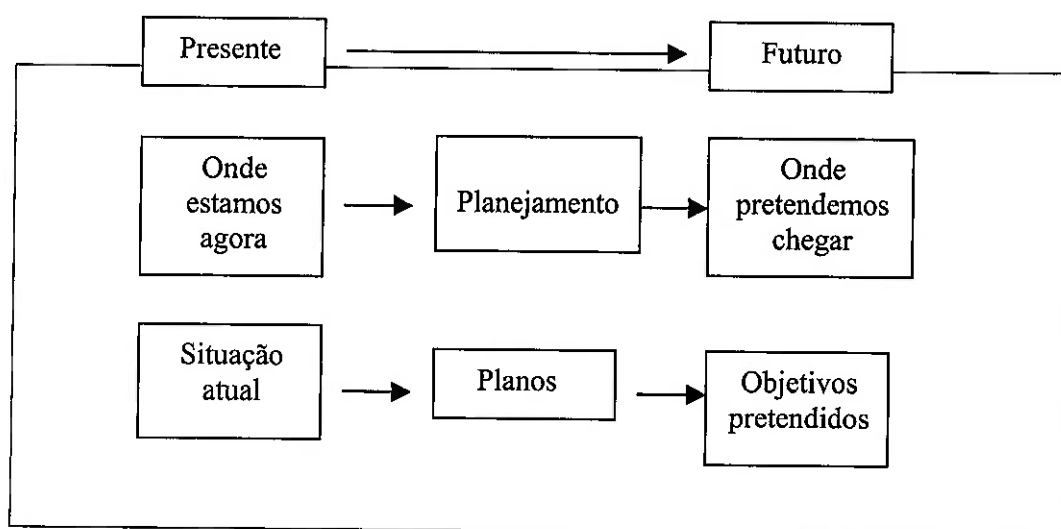 Presente
Futuro
Onde
estamos
agora
Planejamento
Onde
pretendemos
chegar
Situação
atual
Planos
Objetivos
pretendidos